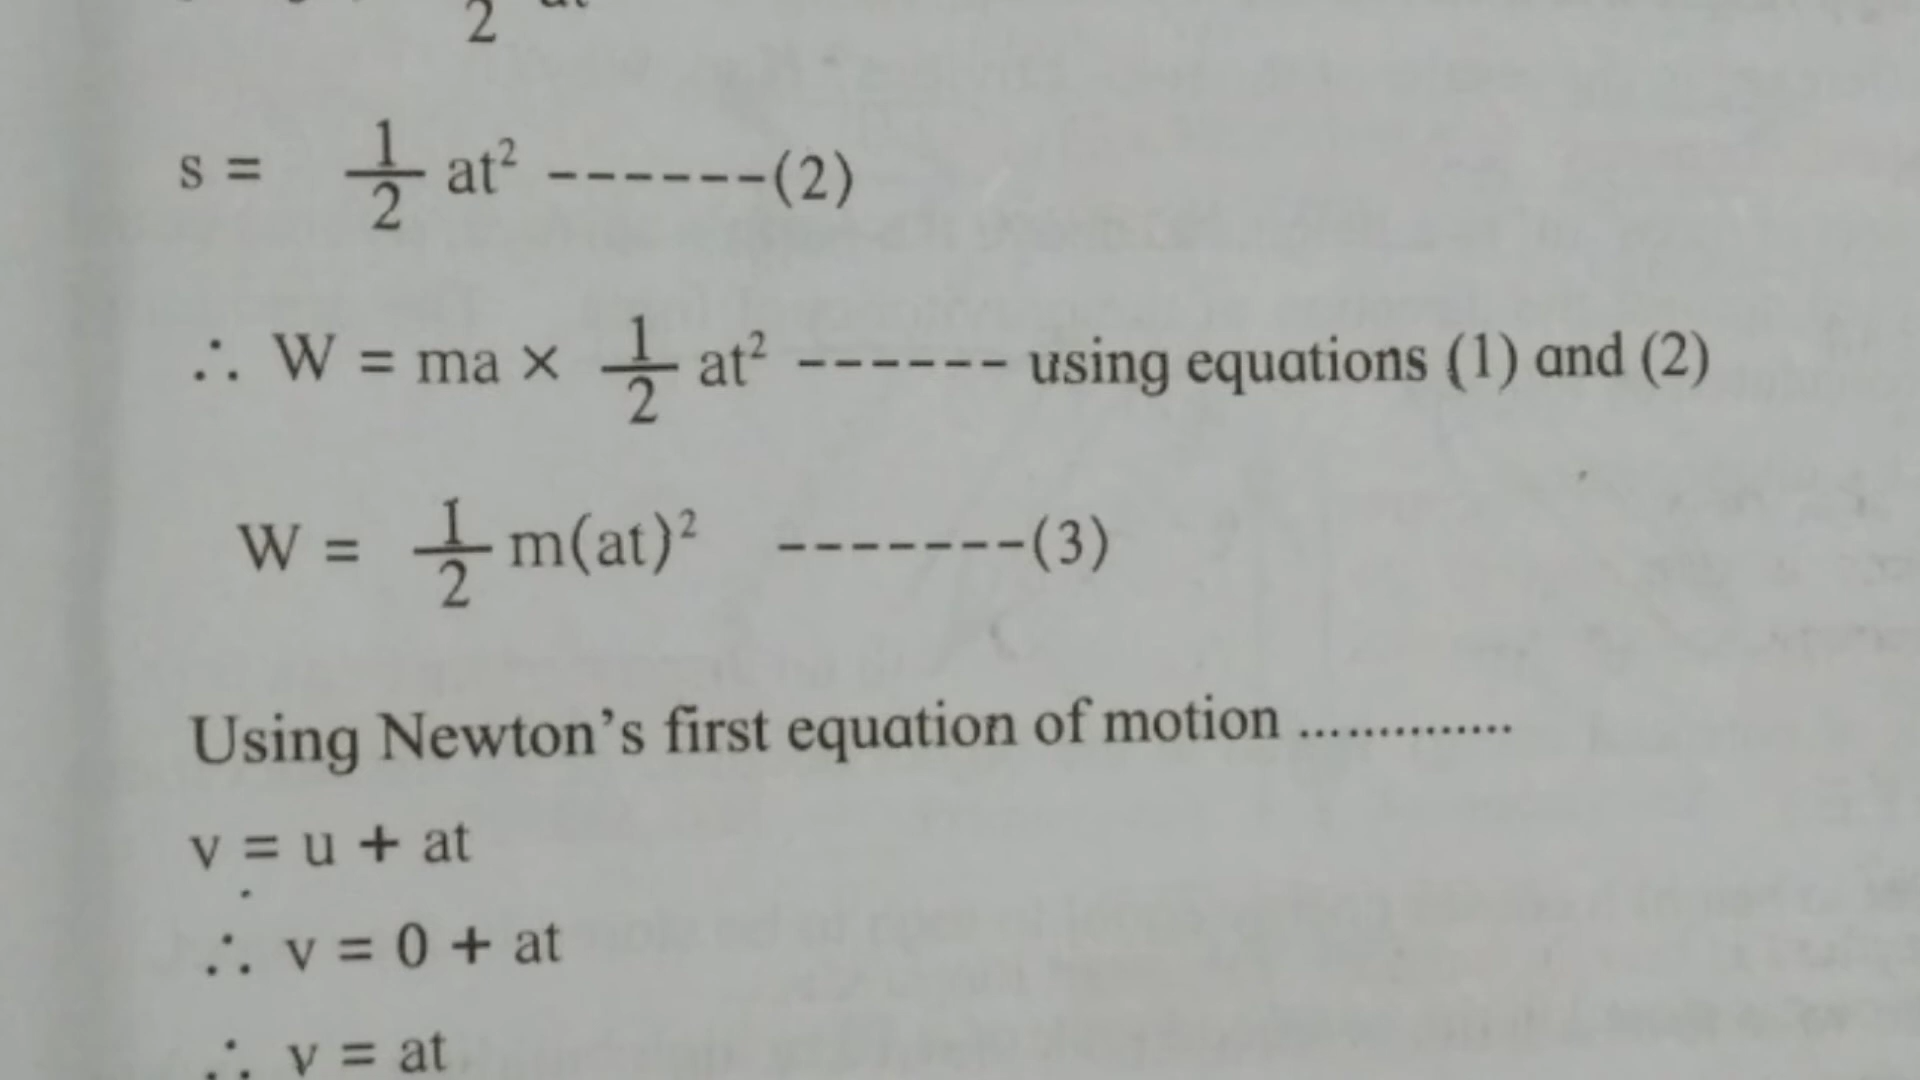 2
s = 1/2 at² ------(2)
∴ W = ma × 1/2 at² ------ using equations (1) and (2)
W = 1/2 m(at)² -------(3)
Using Newton's first equation of motion ..............
v = u + at
∴ v = 0 + at
∴ v = at